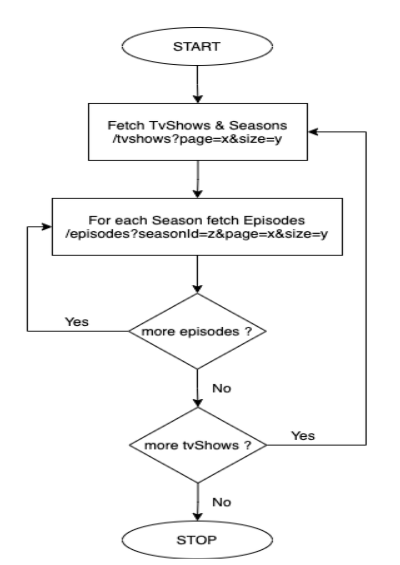 START
Fetch TvShows & Seasons
/tvshows?page=x&size=y
For each Season fetch Episodes
/episodes?seasonId=z&page=x&size=y
Yes
more episodes ?
No
more tvShows ?
Yes
No
STOP